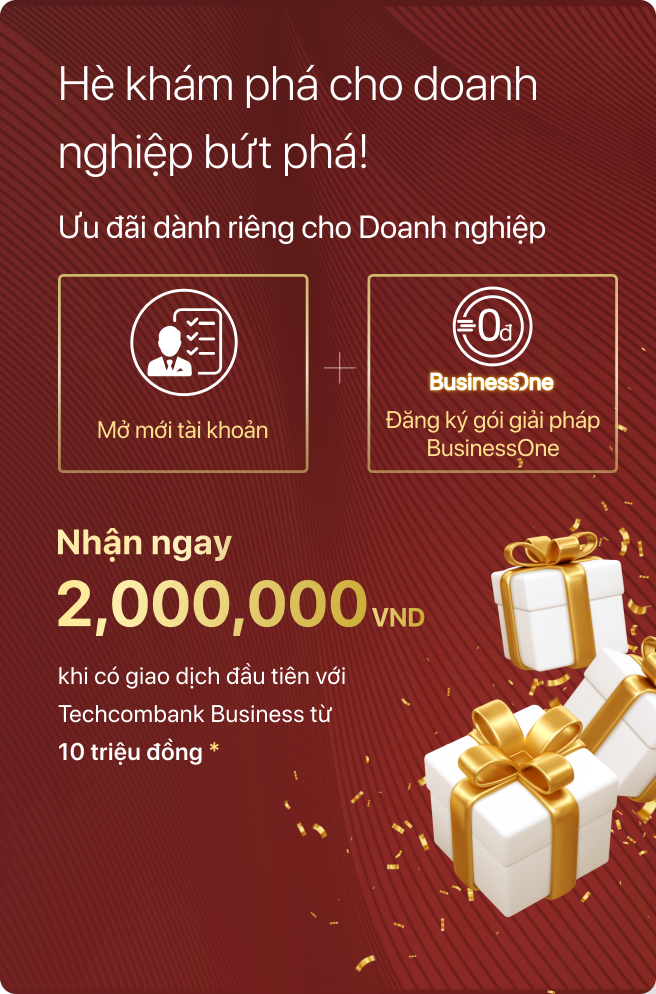 Hè khám phá cho doanh
nghiệp bứt phá!
Ưu đãi dành riêng cho Doanh nghiệp
0đ
BusinessOne
Mở mới tài khoản
Đăng ký gói giải pháp
BusinessOne
Nhận ngay
2,000,000 VND
khi có giao dịch đầu tiên với
Techcombank Business từ
10 triệu đồng *